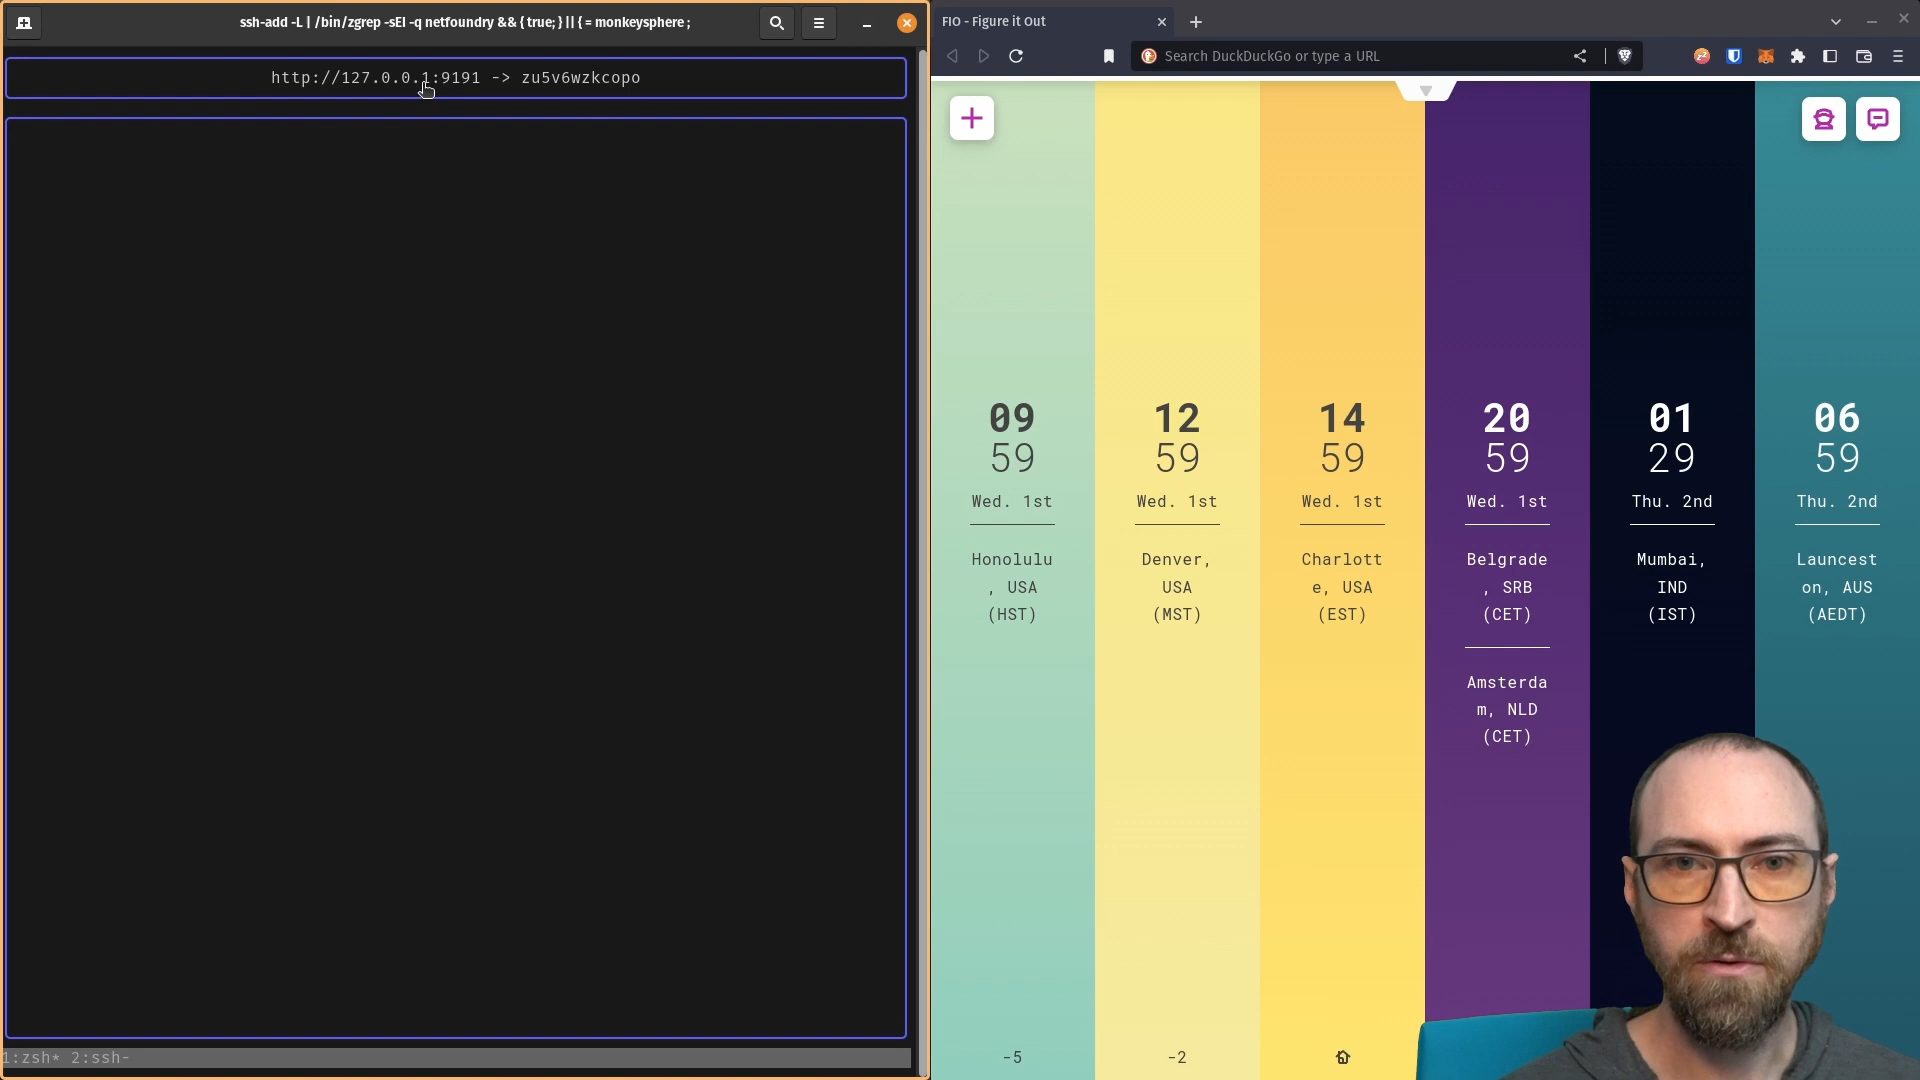 ssh-add -L | /bin/zgrep -sEI -q netfoundry && { true; } || { = monkeysphere ;
http://127.0.0.1:9191 -> zu5v6wzkcopo
1:zsh* 2:ssh-
FIO - Figure it Out
Search DuckDuckGo or type a URL
09
59
Wed. 1st
Honolulu
, USA
(HST)
-5
12
59
Wed. 1st
Denver,
USA
(MST)
-2
14
59
Wed. 1st
Charlott
e, USA
(EST)
20
59
Wed. 1st
Belgrade
, SRB
(CET)
Amsterda
m, NLD
(CET)
01
29
Thu. 2nd
Mumbai,
IND
(IST)
06
59
Thu. 2nd
Launcest
on, AUS
(AEDT)